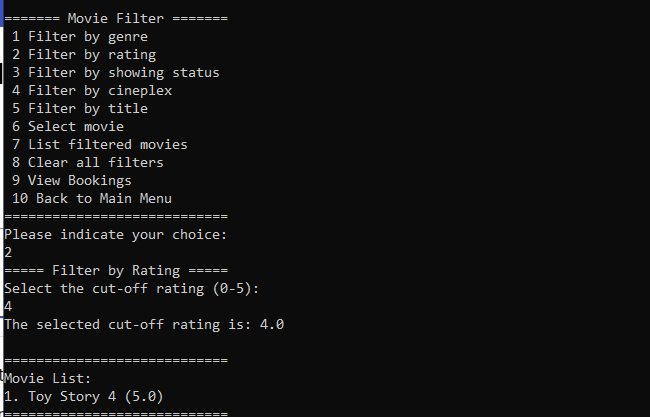 ======= Movie Filter =======
1 Filter by genre
2 Filter by rating
3 Filter by showing status
4 Filter by cineplex
5 Filter by title
6 Select movie
7 List filtered movies
8 Clear all filters
9 View Bookings
10 Back to Main Menu
============================
Please indicate your choice:
2
===== Filter by Rating =====
Select the cut-off rating (0-5):
4
The selected cut-off rating is: 4.0
============================
Movie List:
1. Toy Story 4 (5.0)
============================